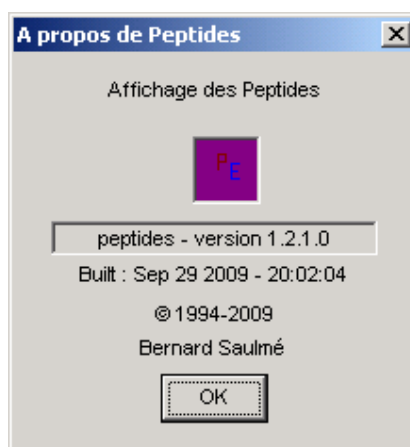 A propos de Peptides
Affichage des Peptides
PE
peptides - version 1.2.1.0
Built : Sep 29 2009 - 20:02:04
© 1994-2009
Bernard Saulmé
OK